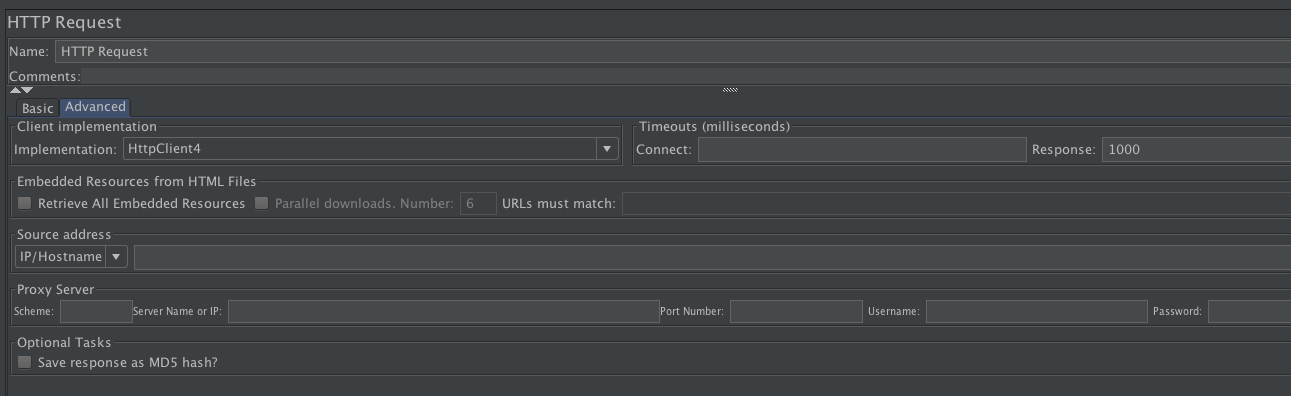 HTTP Request
Name: HTTP Request
Comments:
Basic Advanced
Client implementation Timeouts (milliseconds)
Implementation: HttpClient4 Connect: Response: 1000
Embedded Resources from HTML Files
Retrieve All Embedded Resources Parallel downloads. Number: 6 URLs must match:
Source address
IP/Hostname
Proxy Server
Scheme: Server Name or IP: Port Number: Username: Password:
Optional Tasks
Save response as MD5 hash?